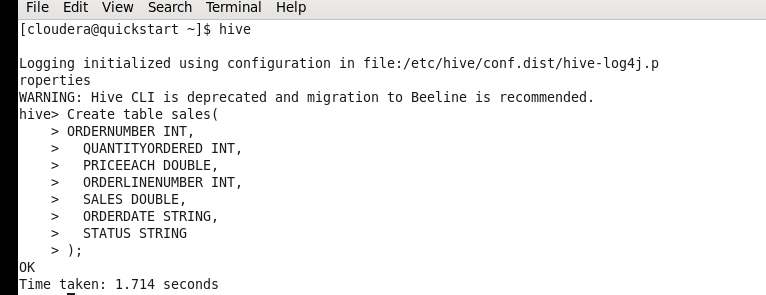 File Edit View Search Terminal Help
[cloudera@quickstart ~]$ hive
Logging initialized using configuration in file:/etc/hive/conf.dist/hive-log4j.p
roperties
WARNING: Hive CLI is deprecated and migration to Beeline is recommended.
hive> Create table sales(
    > ORDERNUMBER INT,
    >   QUANTITYORDERED INT,
    >   PRICEEACH DOUBLE,
    >   ORDERLINENUMBER INT,
    >   SALES DOUBLE,
    >   ORDERDATE STRING,
    >   STATUS STRING
    > );
OK
Time taken: 1.714 seconds